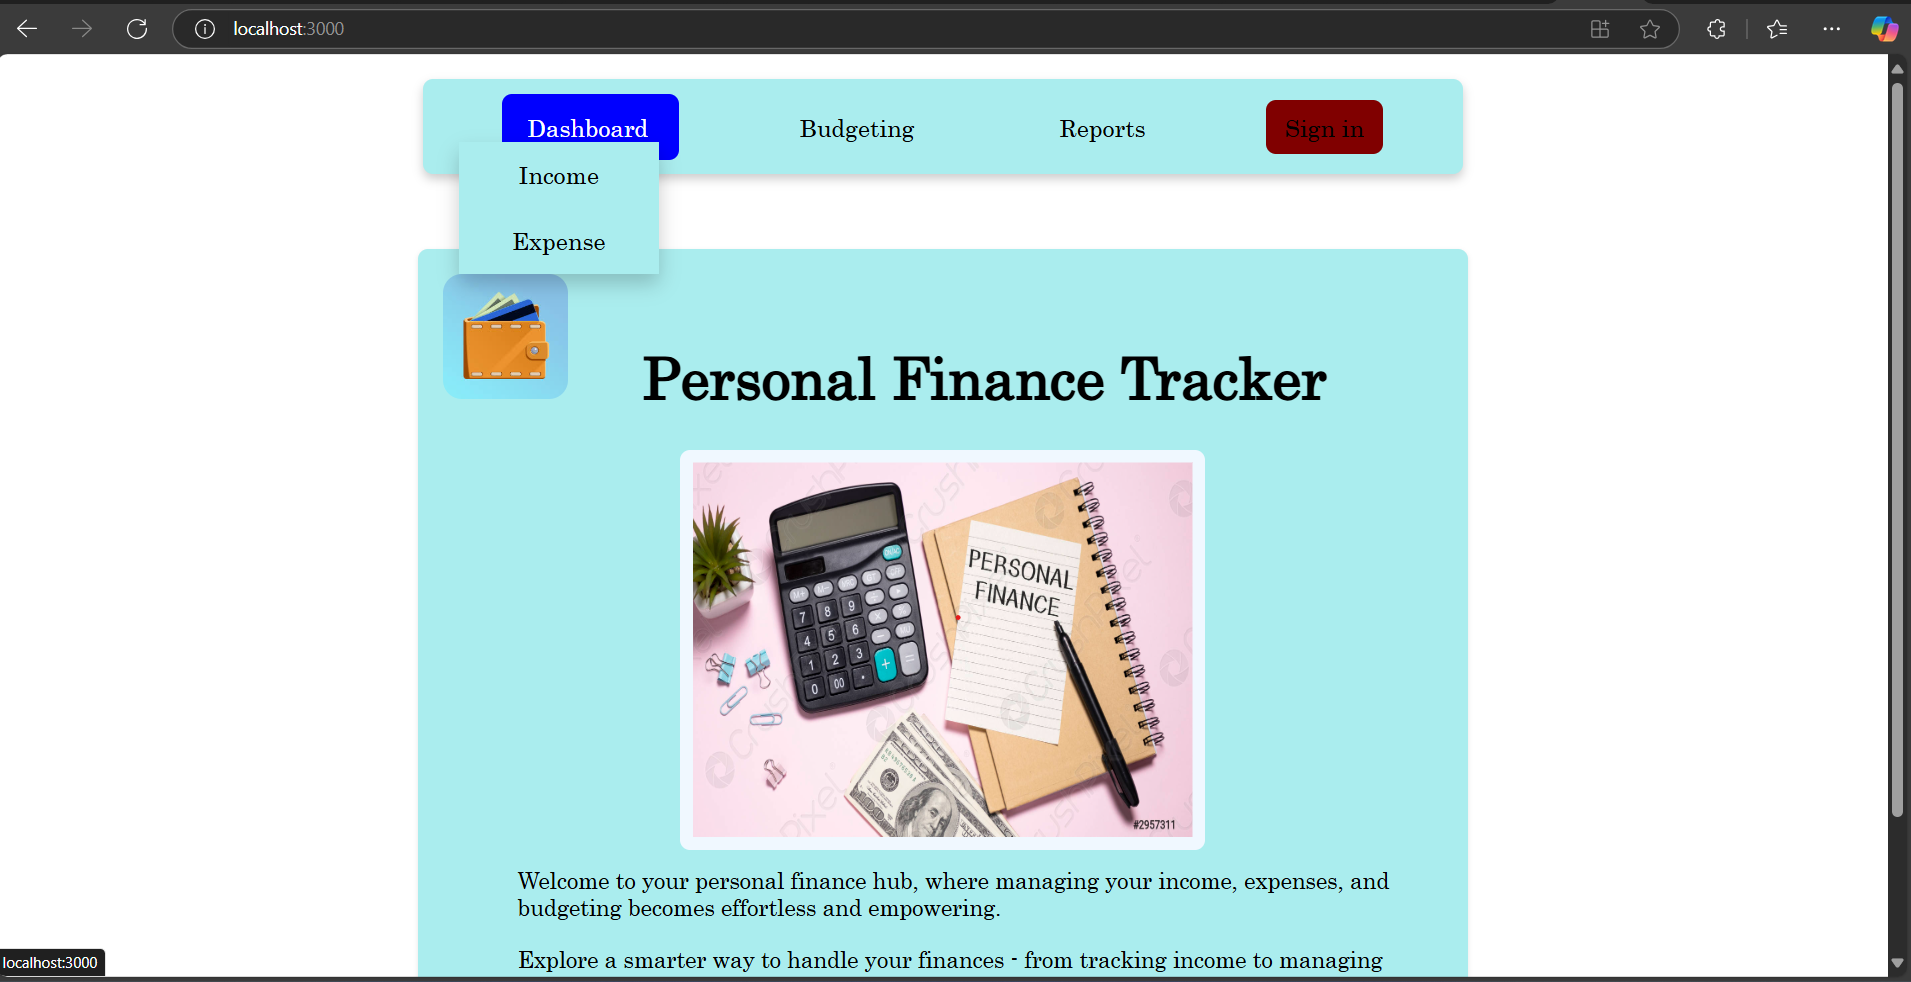 localhost:3000
Dashboard Budgeting Reports Sign in
Income
Expense
Personal Finance Tracker
PERSONAL
FINANCE
7 8 9
4 5 6
1 2 3 + =
0 00 .
#2957311
Welcome to your personal finance hub, where managing your income, expenses, and
budgeting becomes effortless and empowering.
Explore a smarter way to handle your finances - from tracking income to managing
localhost:3000